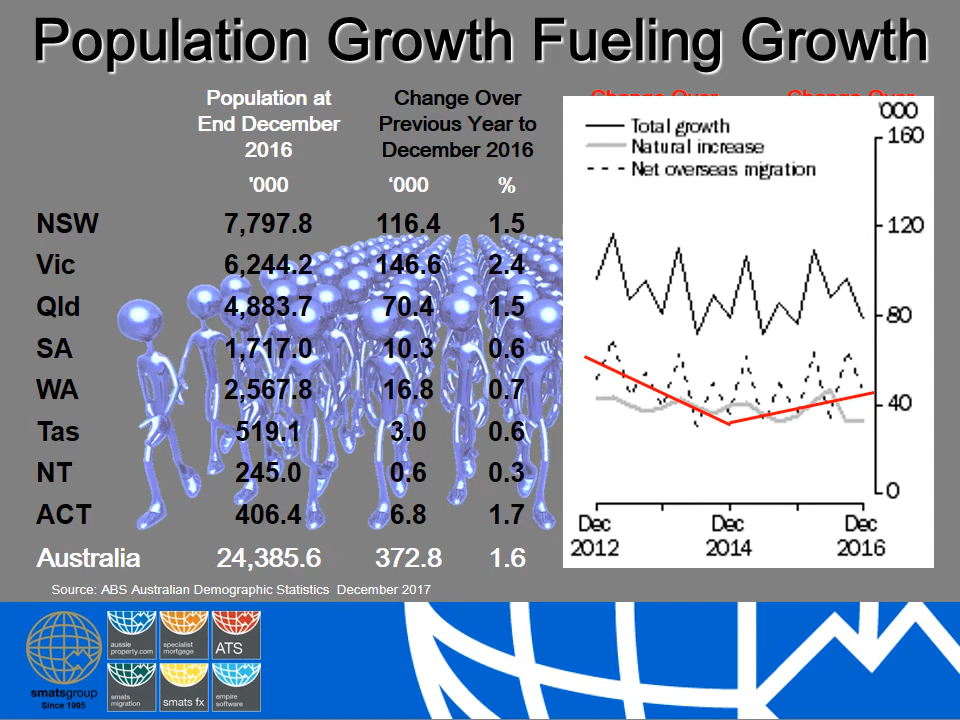 Population Growth Fueling Growth
Population at
End December
2016
Change Over
Previous Year to
December 2016
Change Over
Change Over
'000
‘000
%
NSW 7,797.8 116.4 1.5
Vic 6,244.2 146.6 2.4
Qld 4,883.7 70.4 1.5
SA 1,717.0 10.3 0.6
WA 2,567.8 16.8 0.7
Tas 519.1 3.0 0.6
NT 245.0 0.6 0.3
ACT 406.4 6.8 1.7
Australia 24,385.6 372.8 1.6
'000
Total growth
Natural increase
Net overseas migration
160
120
80
40
0
Dec
2012
Dec
2014
Dec
2016
Source: ABS Australian Demographic Statistics December 2017
smatsgroup
Since 1995
aussie
property.com
specialist
mortgage
ATS
smats
migration
smats fx
empire
software